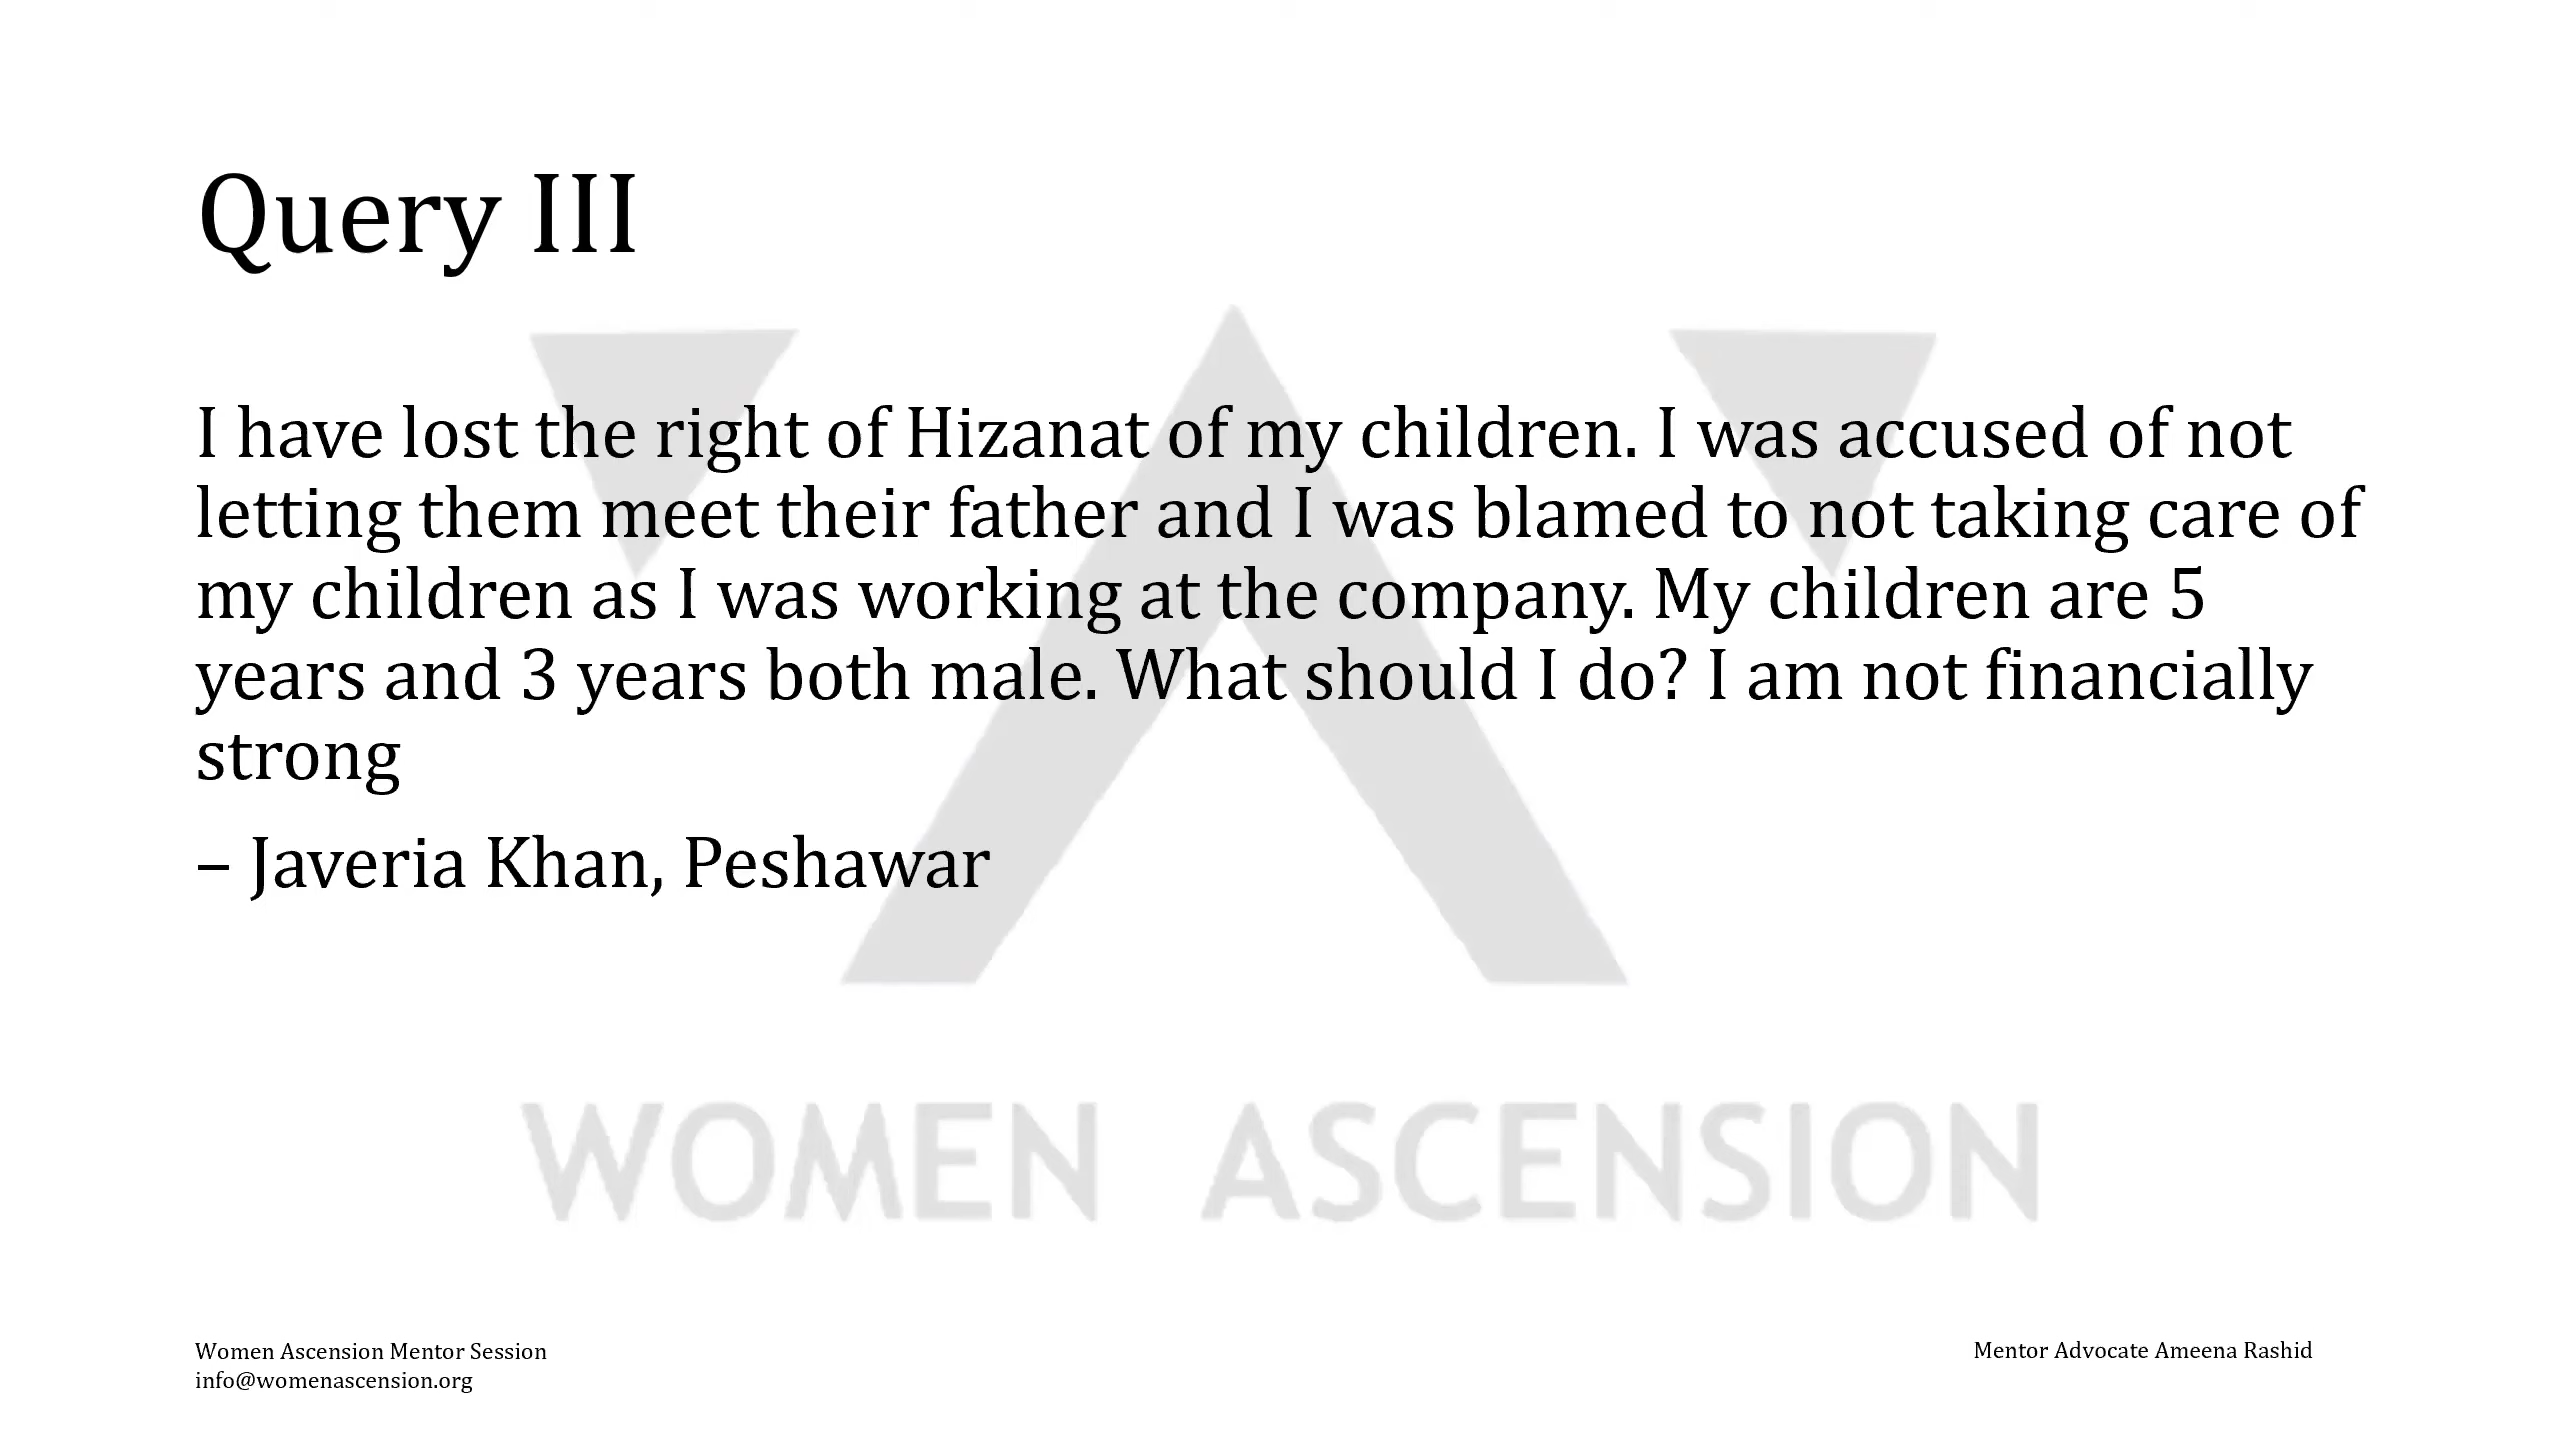 Query III
I have lost the right of Hizanat of my children. I was accused of not
letting them meet their father and I was blamed to not taking care of
my children as I was working at the company. My children are 5
years and 3 years both male. What should I do? I am not financially
strong
– Javeria Khan, Peshawar
WOMEN ASCENSION
Women Ascension Mentor Session
info@womenascension.org
Mentor Advocate Ameena Rashid